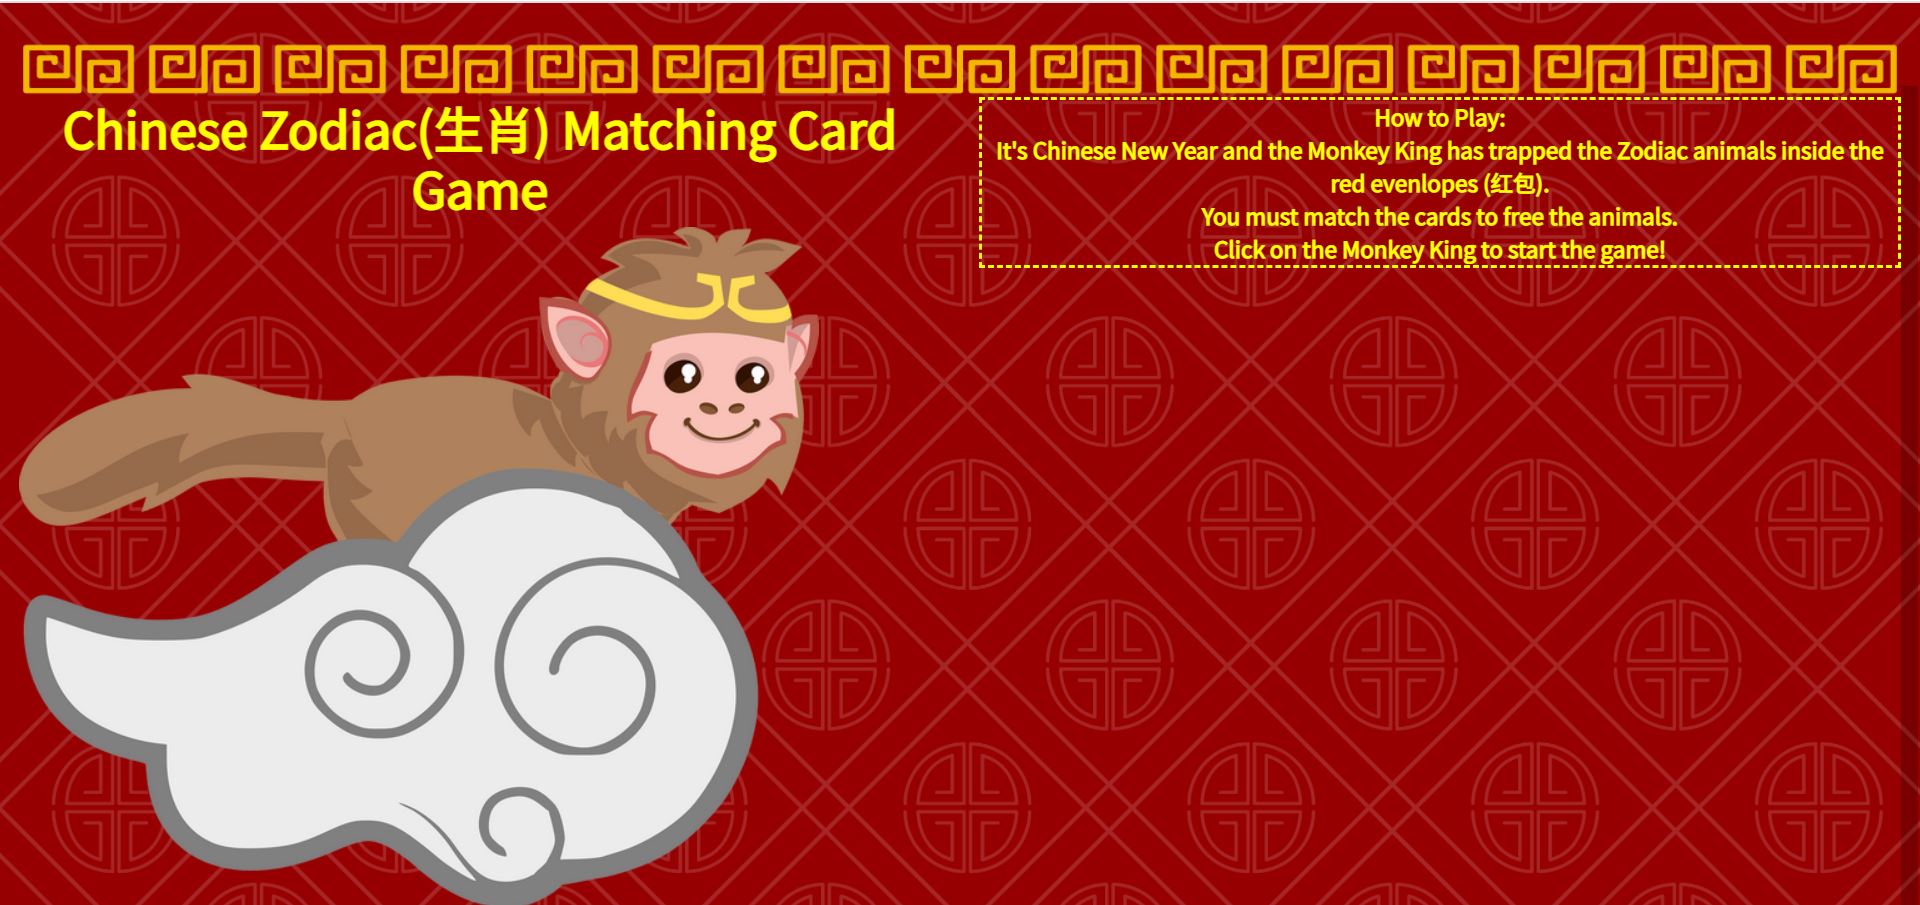 Chinese Zodiac(生肖) Matching Card
Game
How to Play:
It's Chinese New Year and the Monkey King has trapped the Zodiac animals inside the
red evenlopes (红包).
You must match the cards to free the animals.
Click on the Monkey King to start the game!